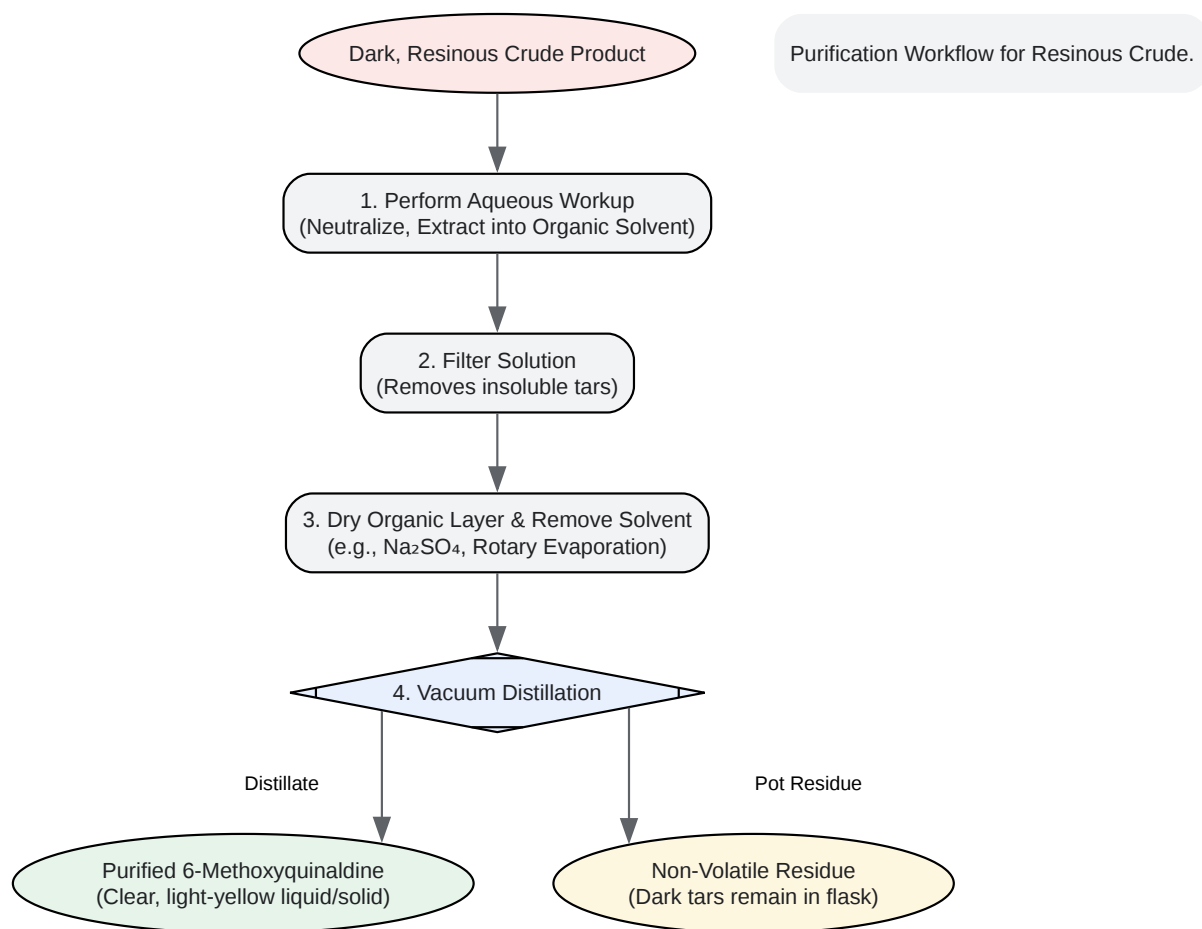 Dark, Resinous Crude Product
Purification Workflow for Resinous Crude.
1. Perform Aqueous Workup
(Neutralize, Extract into Organic Solvent)
2. Filter Solution
(Removes insoluble tars)
3. Dry Organic Layer & Remove Solvent
(e.g., Na₂SO₄, Rotary Evaporation)
4. Vacuum Distillation
Distillate
Pot Residue
Purified 6-Methoxyquinaldine
(Clear, light-yellow liquid/solid)
Non-Volatile Residue
(Dark tars remain in flask)